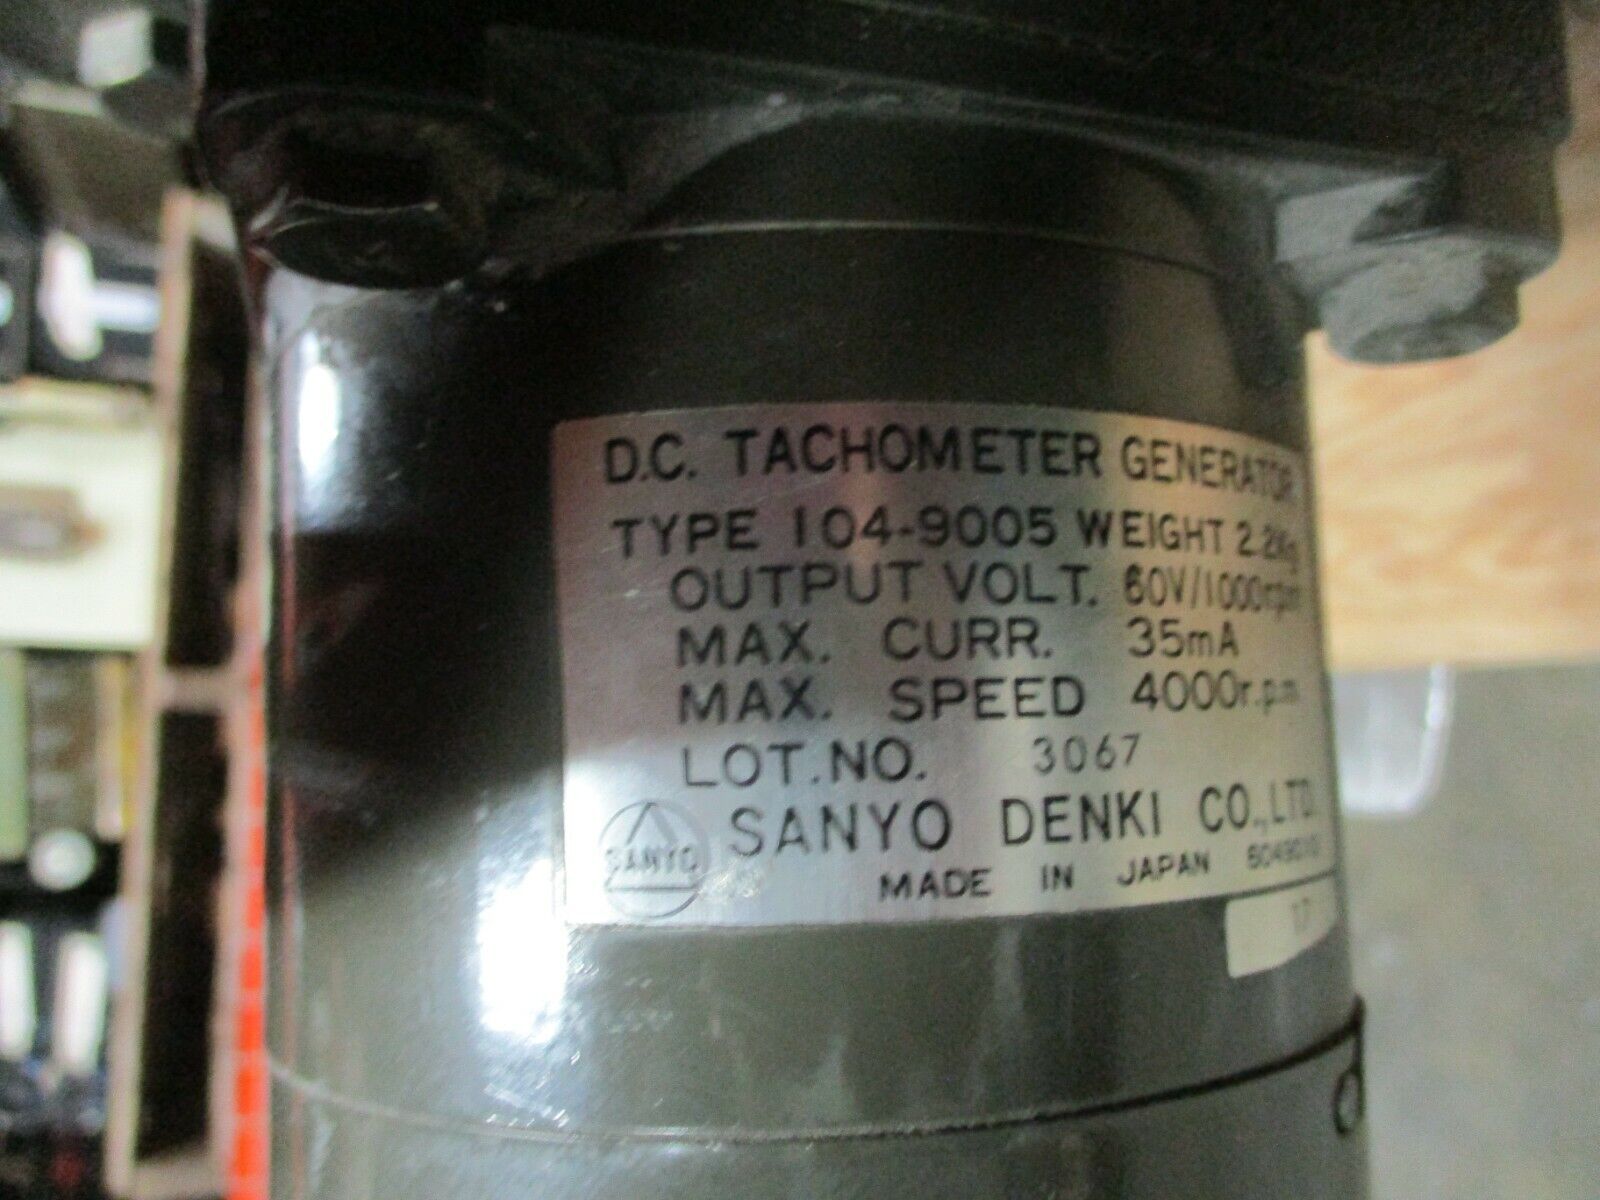 D.C. TACHOMETER GENERATOR
TYPE 104-9005 WEIGHT 2.2Kg
OUTPUT VOLT. 60V/1000rpm
MAX. CURR. 35mA
MAX. SPEED 4000r.p.m
LOT.NO. 3067
SANYO SANYO DENKI CO.,LTD.
MADE IN JAPAN
17